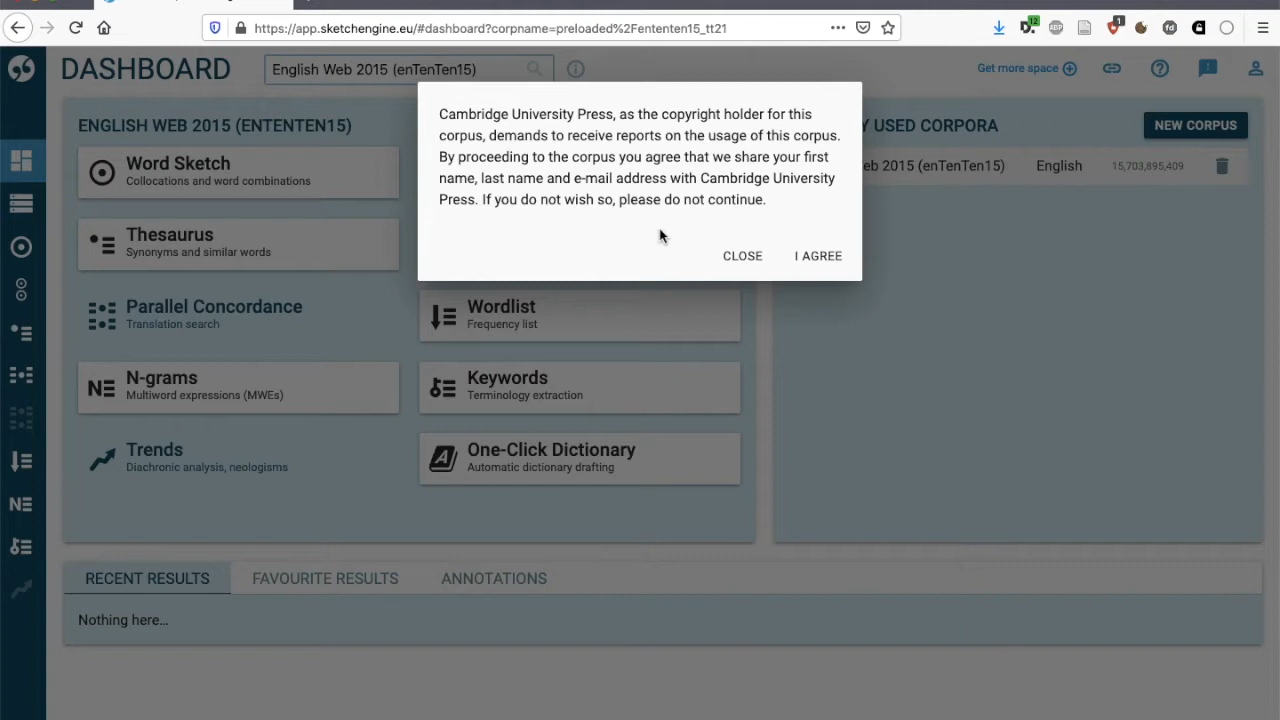 https://app.sketchengine.eu/#dashboard?corpname=preloaded%2Fententen15_tt21
12
1
DASHBOARD
English Web 2015 (enTenTen15)
Get more space
ENGLISH WEB 2015 (ENTENTEN15)
Y USED CORPORA
NEW CORPUS
Cambridge University Press, as the copyright holder for this
corpus, demands to receive reports on the usage of this corpus.
By proceeding to the corpus you agree that we share your first
name, last name and e-mail address with Cambridge University
Press. If you do not wish so, please do not continue.
CLOSE
I AGREE
eb 2015 (enTenTen15)
English
15,703,895,409
Word Sketch
Collocations and word combinations
Thesaurus
Synonyms and similar words
Parallel Concordance
Translation search
Wordlist
Frequency list
N-grams
Multiword expressions (MWEs)
Keywords
Terminology extraction
Trends
Diachronic analysis, neologisms
One-Click Dictionary
Automatic dictionary drafting
RECENT RESULTS
FAVOURITE RESULTS
ANNOTATIONS
Nothing here...